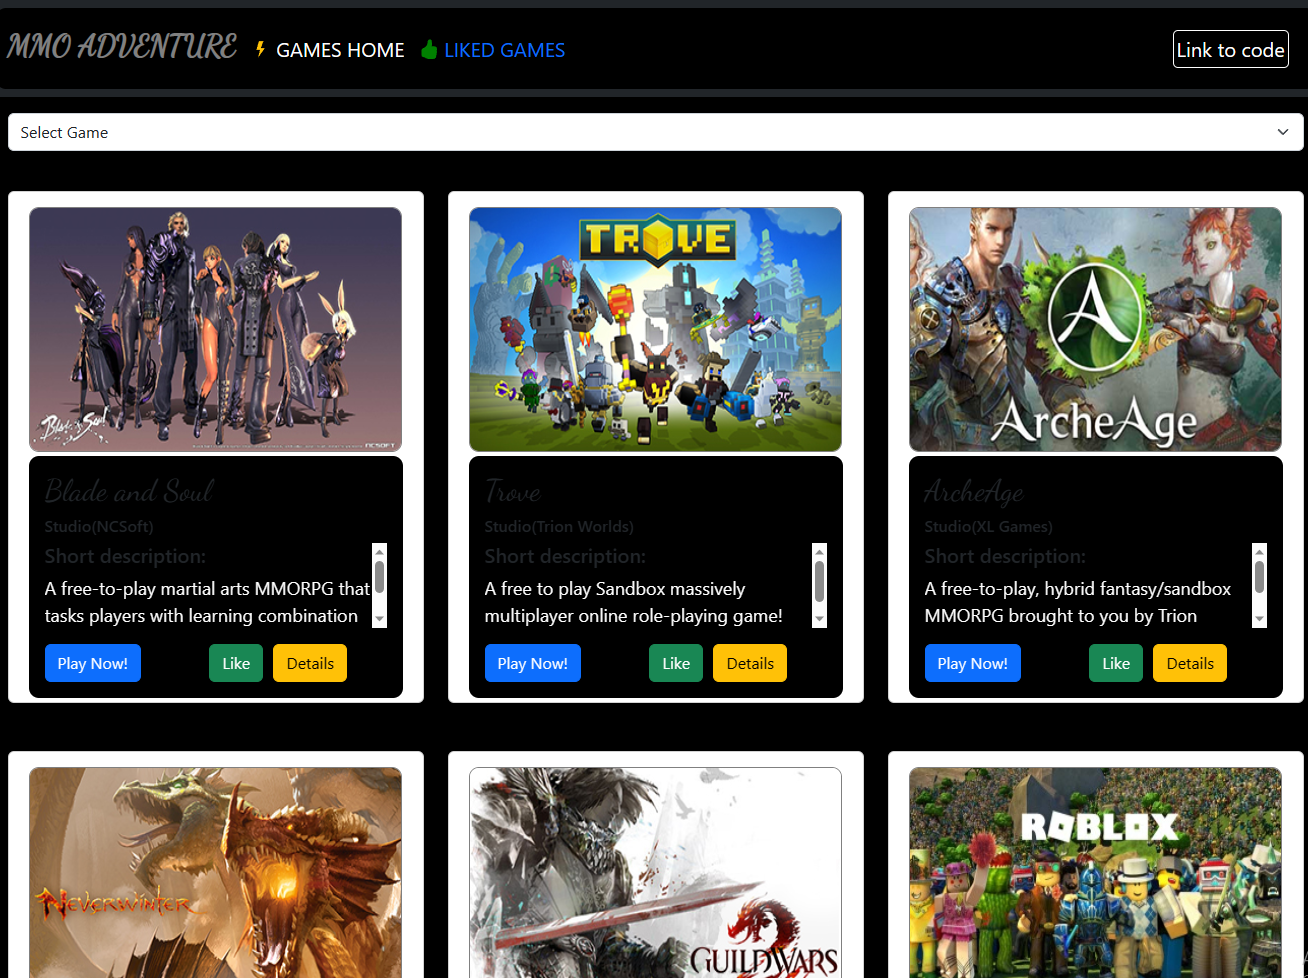 MMO ADVENTURE
GAMES HOME
LIKED GAMES
Link to code
Select Game
Blade & Soul
NCSOFT
TROVE
A
ArcheAge
Blade and Soul
Studio(NCSoft)
Short description:
A free-to-play martial arts MMORPG that
tasks players with learning combination
Play Now!
Like
Details
Trove
Studio(Trion Worlds)
Short description:
A free to play Sandbox massively
multiplayer online role-playing game!
Play Now!
Like
Details
ArcheAge
Studio(XL Games)
Short description:
A free-to-play, hybrid fantasy/sandbox
MMORPG brought to you by Trion
Play Now!
Like
Details
NEVERWINTER
GUILDWARS
ROBLOX